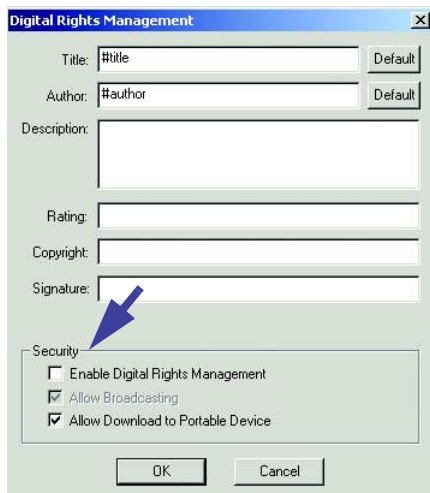 Digital Rights Management
Title: #title Default
Author: #author Default
Description:
Rating:
Copyright:
Signature:
Security
Enable Digital Rights Management
Allow Broadcasting
Allow Download to Portable Device
OK Cancel